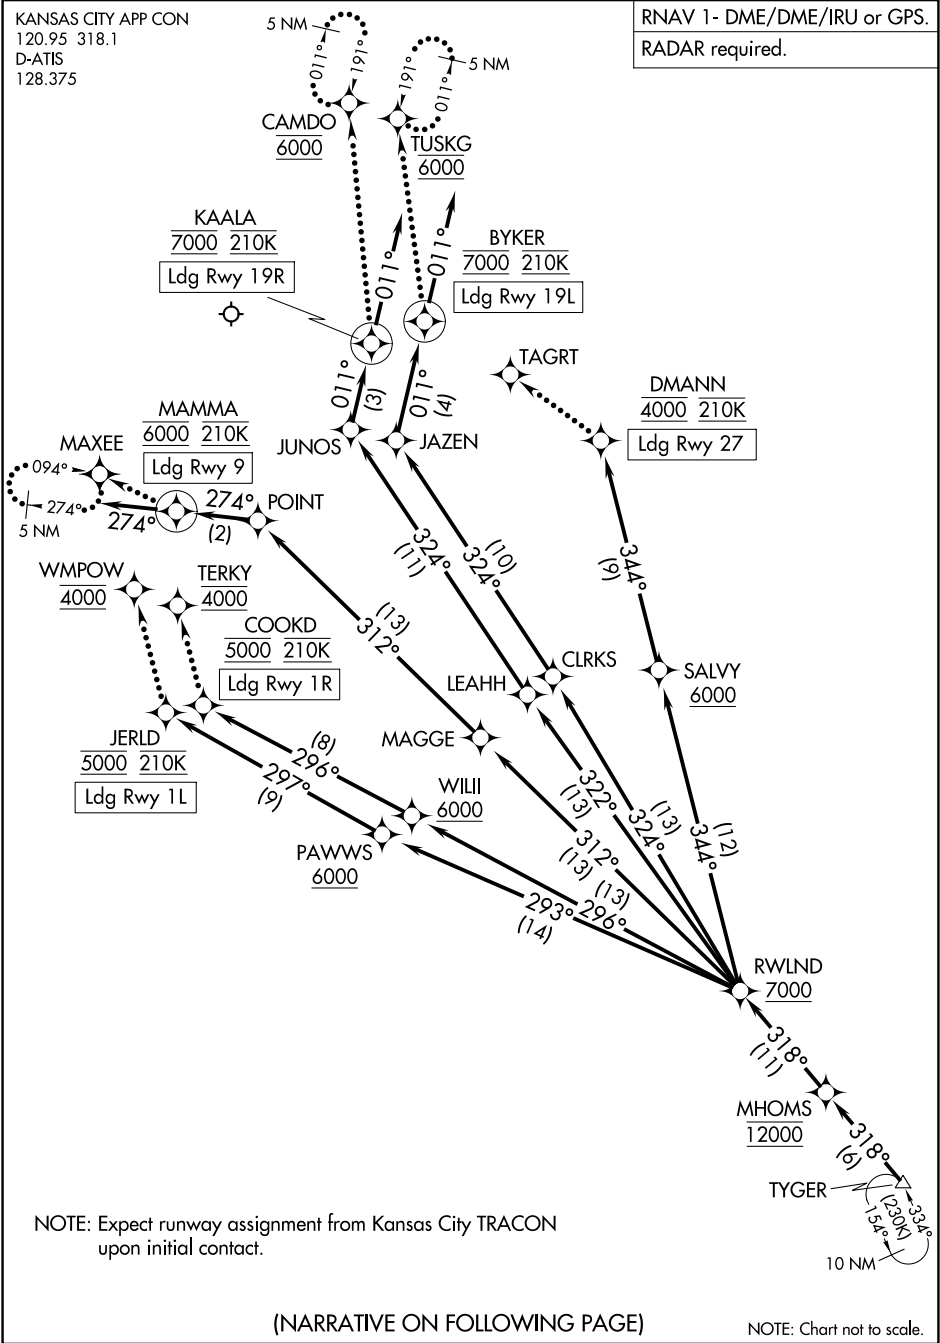 KANSAS CITY APP CON
120.95 318.1
D-ATIS
128.375
RNAV 1- DME/DME/IRU or GPS.
RADAR required.
5 NM
011°
191°
CAMDO
6000
191°
011°
5 NM
TUSKG
6000
KAALA
7000 210K
Ldg Rwy 19R
011°
011°
BYKER
7000 210K
Ldg Rwy 19L
011°
(3)
011°
(4)
JUNOS
JAZEN
TAGRT
DMANN
4000 210K
Ldg Rwy 27
MAMMA
6000 210K
Ldg Rwy 9
MAXEE
094°
274°
5 NM
274°
274°
(2)
POINT
324°
(11)
(10)
324°
344°
(9)
WMPOW
4000
TERKY
4000
COOKD
5000 210K
Ldg Rwy 1R
(13)
312°
LEAHH
CLRKS
SALVY
6000
JERLD
5000 210K
Ldg Rwy 1L
(8)
296°
297°
(9)
MAGGE
WILII
6000
PAWWS
6000
322°
(13)
(13)
324°
(12)
344°
312°
(13)
(13)
296°
293°
(14)
RWLND
7000
318°
(11)
MHOMS
12000
318°
(6)
TYGER
(230K)
154°
334°
10 NM
NOTE: Expect runway assignment from Kansas City TRACON
upon initial contact.
(NARRATIVE ON FOLLOWING PAGE)
NOTE: Chart not to scale.